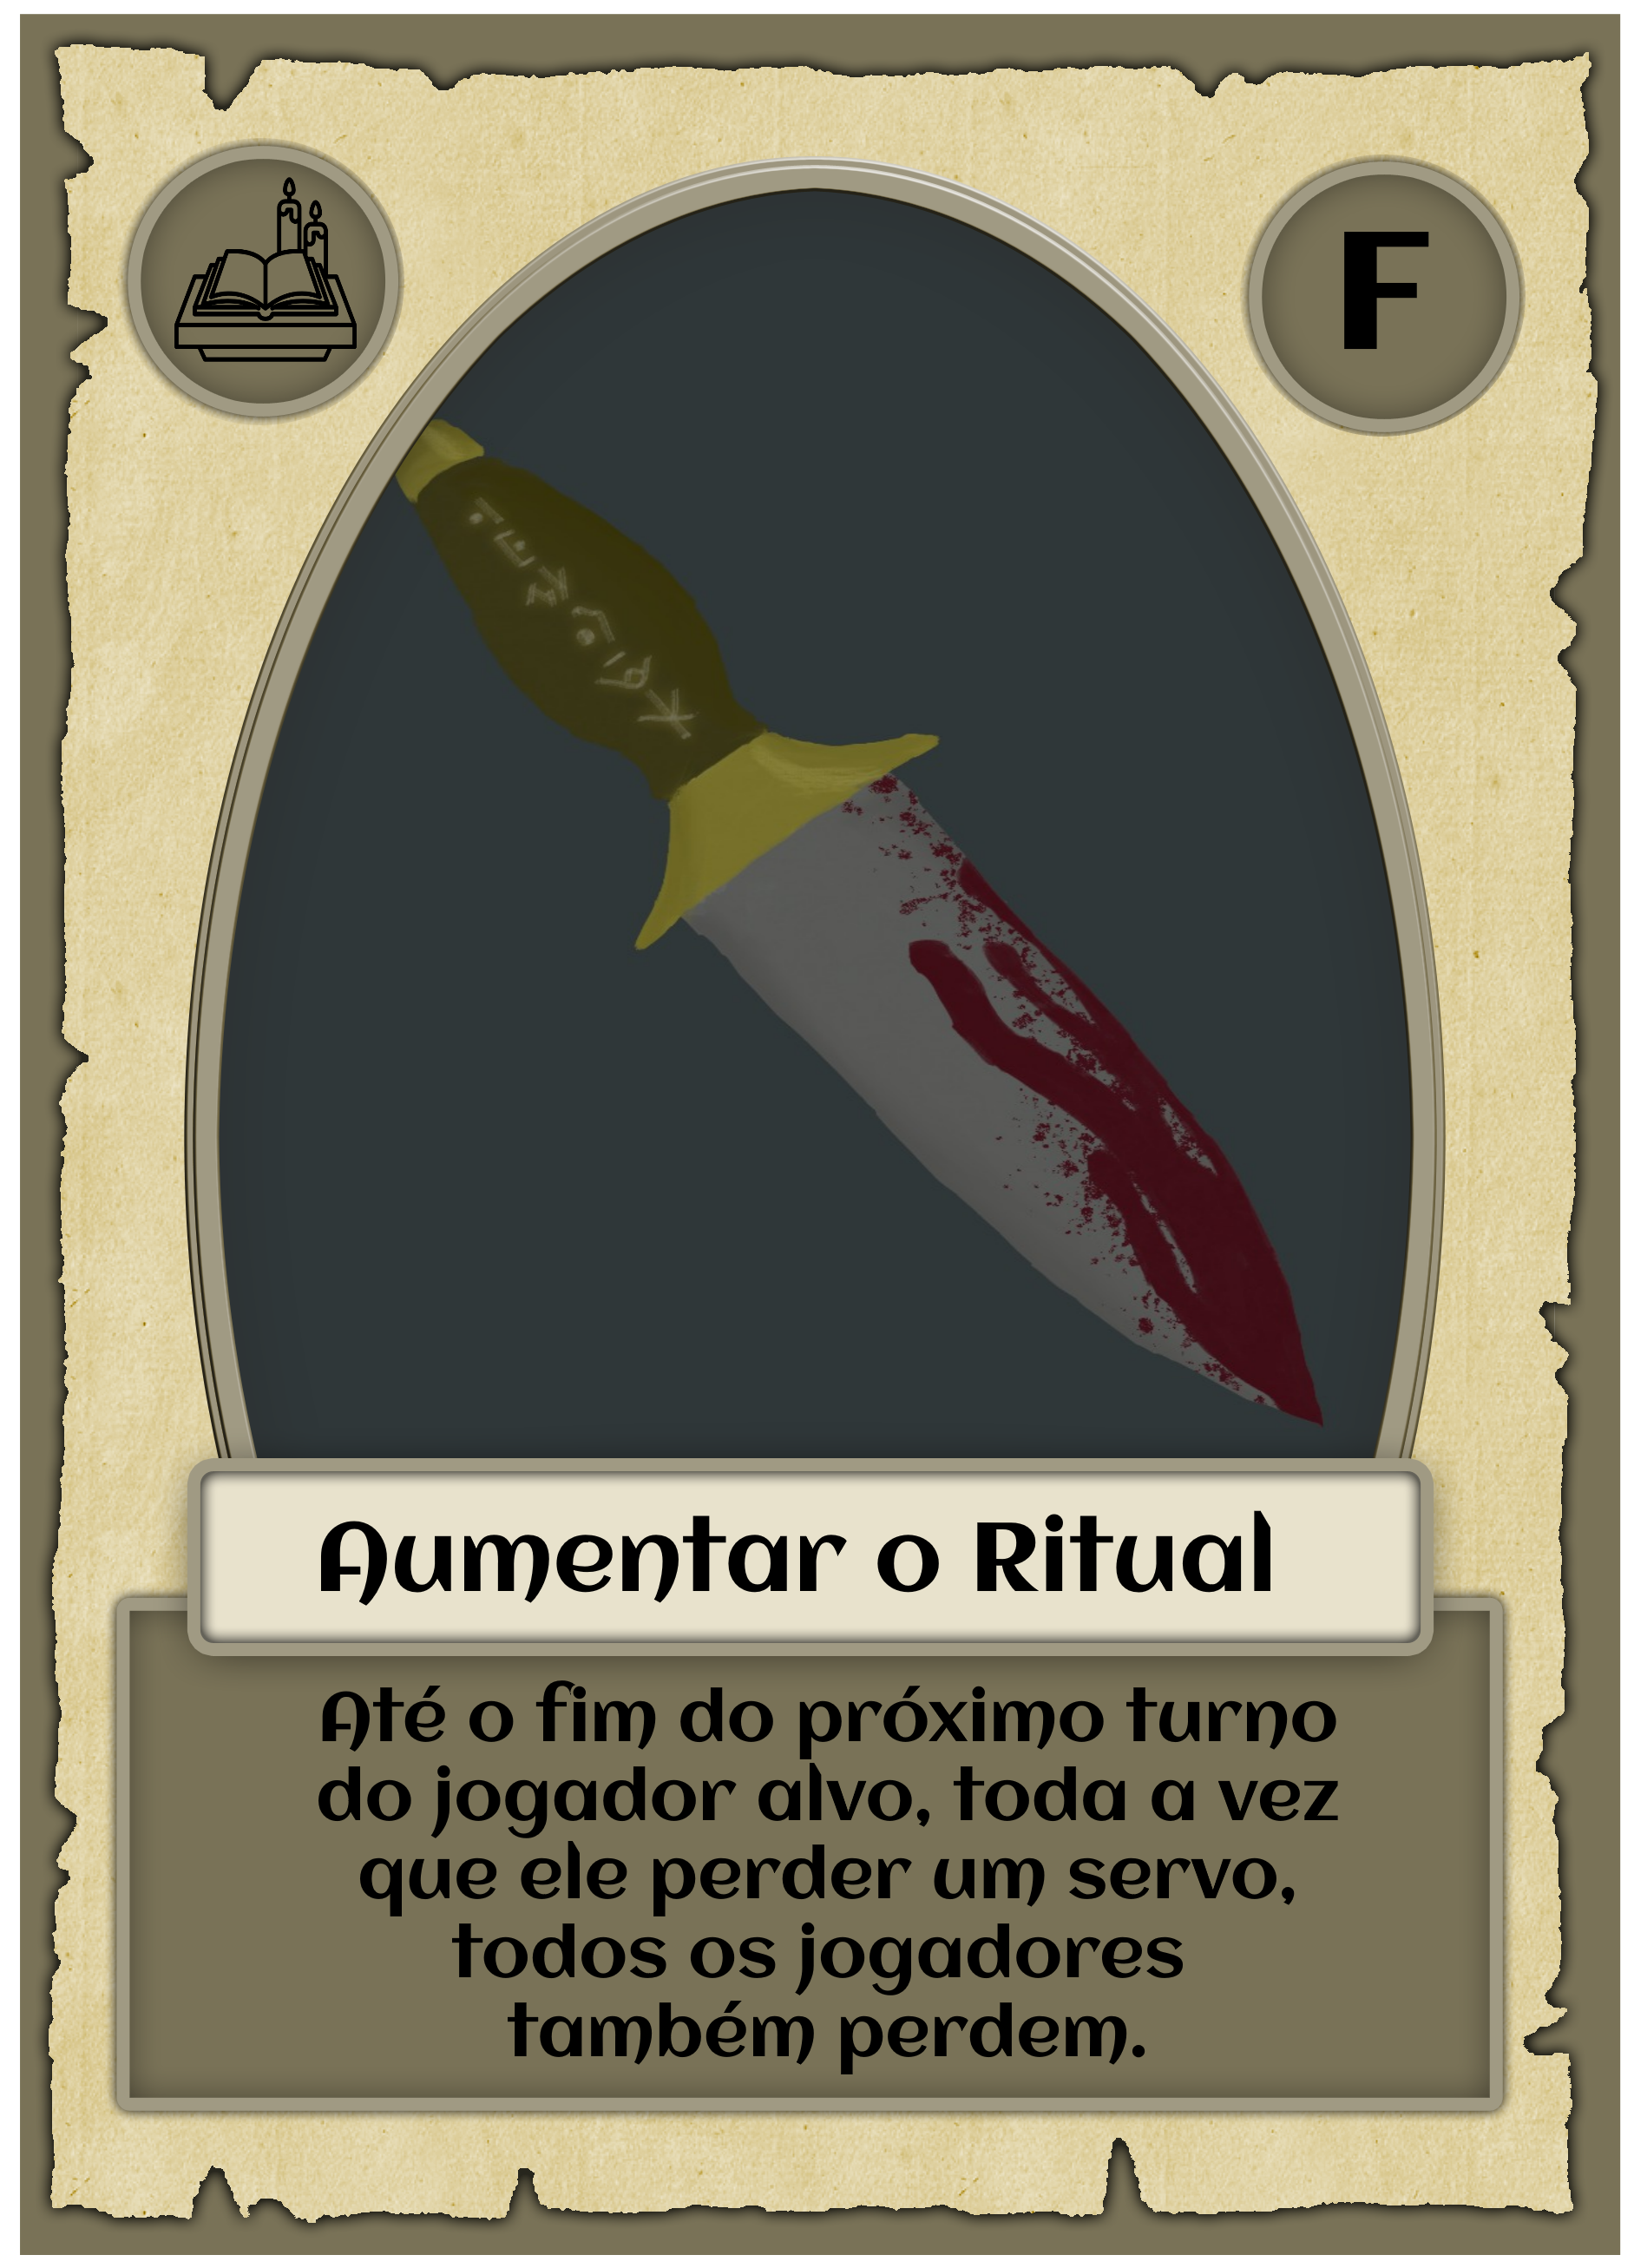 F
Aumentar o Ritual
Até o fim do próximo turno
do jogador alvo, toda a vez
que ele perder um servo,
todos os jogadores
também perdem.